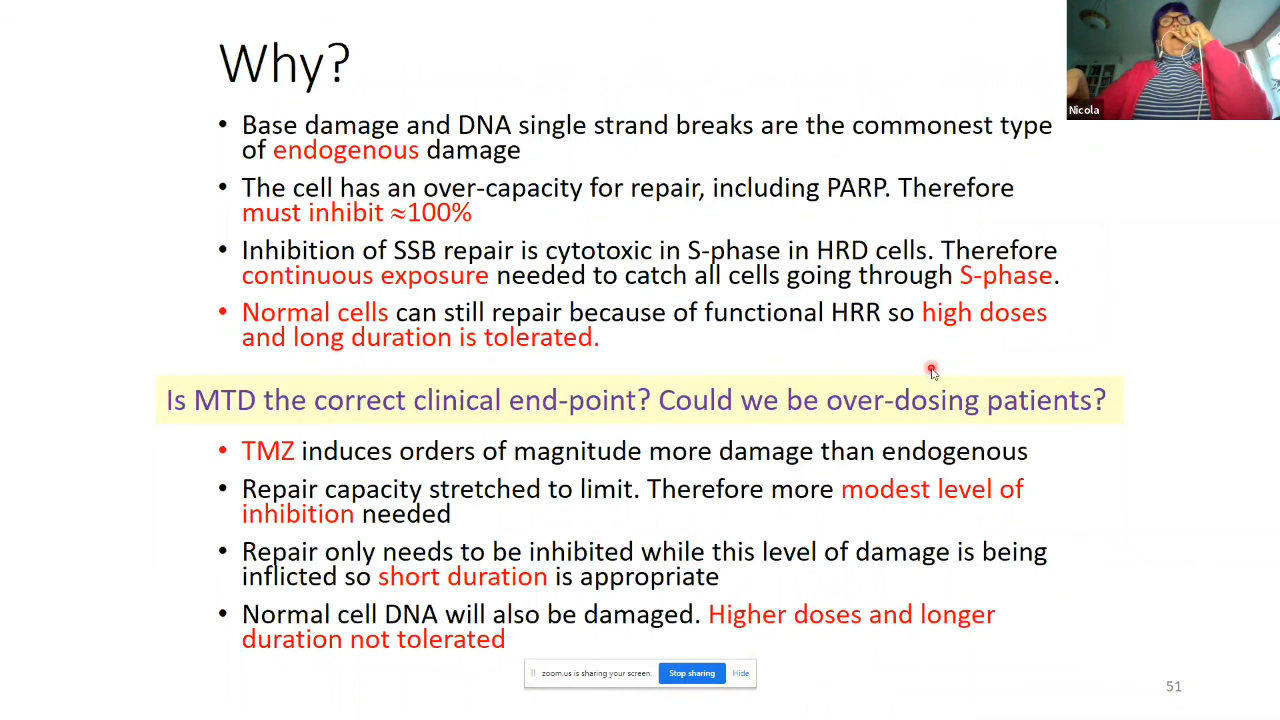 Why?
Nicola
• Base damage and DNA single strand breaks are the commonest type
of endogenous damage
• The cell has an over-capacity for repair, including PARP. Therefore
must inhibit ≈100%
• Inhibition of SSB repair is cytotoxic in S-phase in HRD cells. Therefore
continuous exposure needed to catch all cells going through S-phase.
• Normal cells can still repair because of functional HRR so high doses
and long duration is tolerated.
Is MTD the correct clinical end-point? Could we be over-dosing patients?
• TMZ induces orders of magnitude more damage than endogenous
• Repair capacity stretched to limit. Therefore more modest level of
inhibition needed
• Repair only needs to be inhibited while this level of damage is being
inflicted so short duration is appropriate
• Normal cell DNA will also be damaged. Higher doses and longer
duration not tolerated
zoom.us is sharing your screen. Stop sharing Hide
51